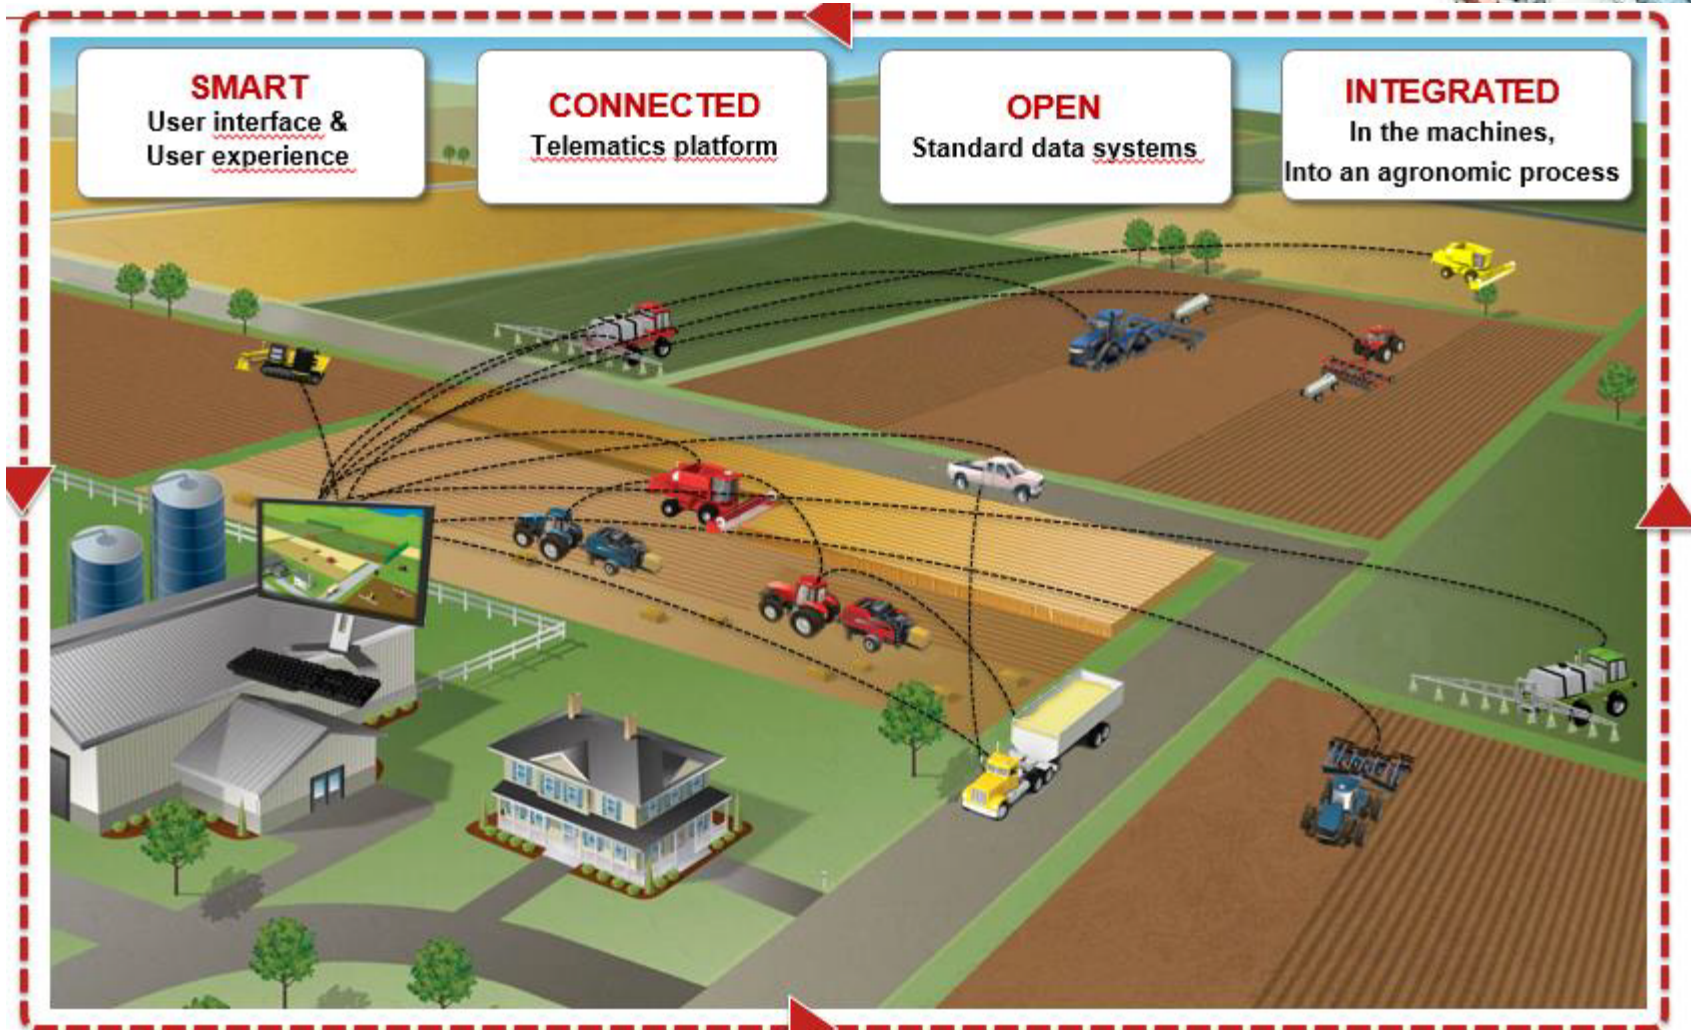 SMART
User interface &
User experience
CONNECTED
Telematics platform
OPEN
Standard data systems
INTEGRATED
In the machines,
Into an agronomic process